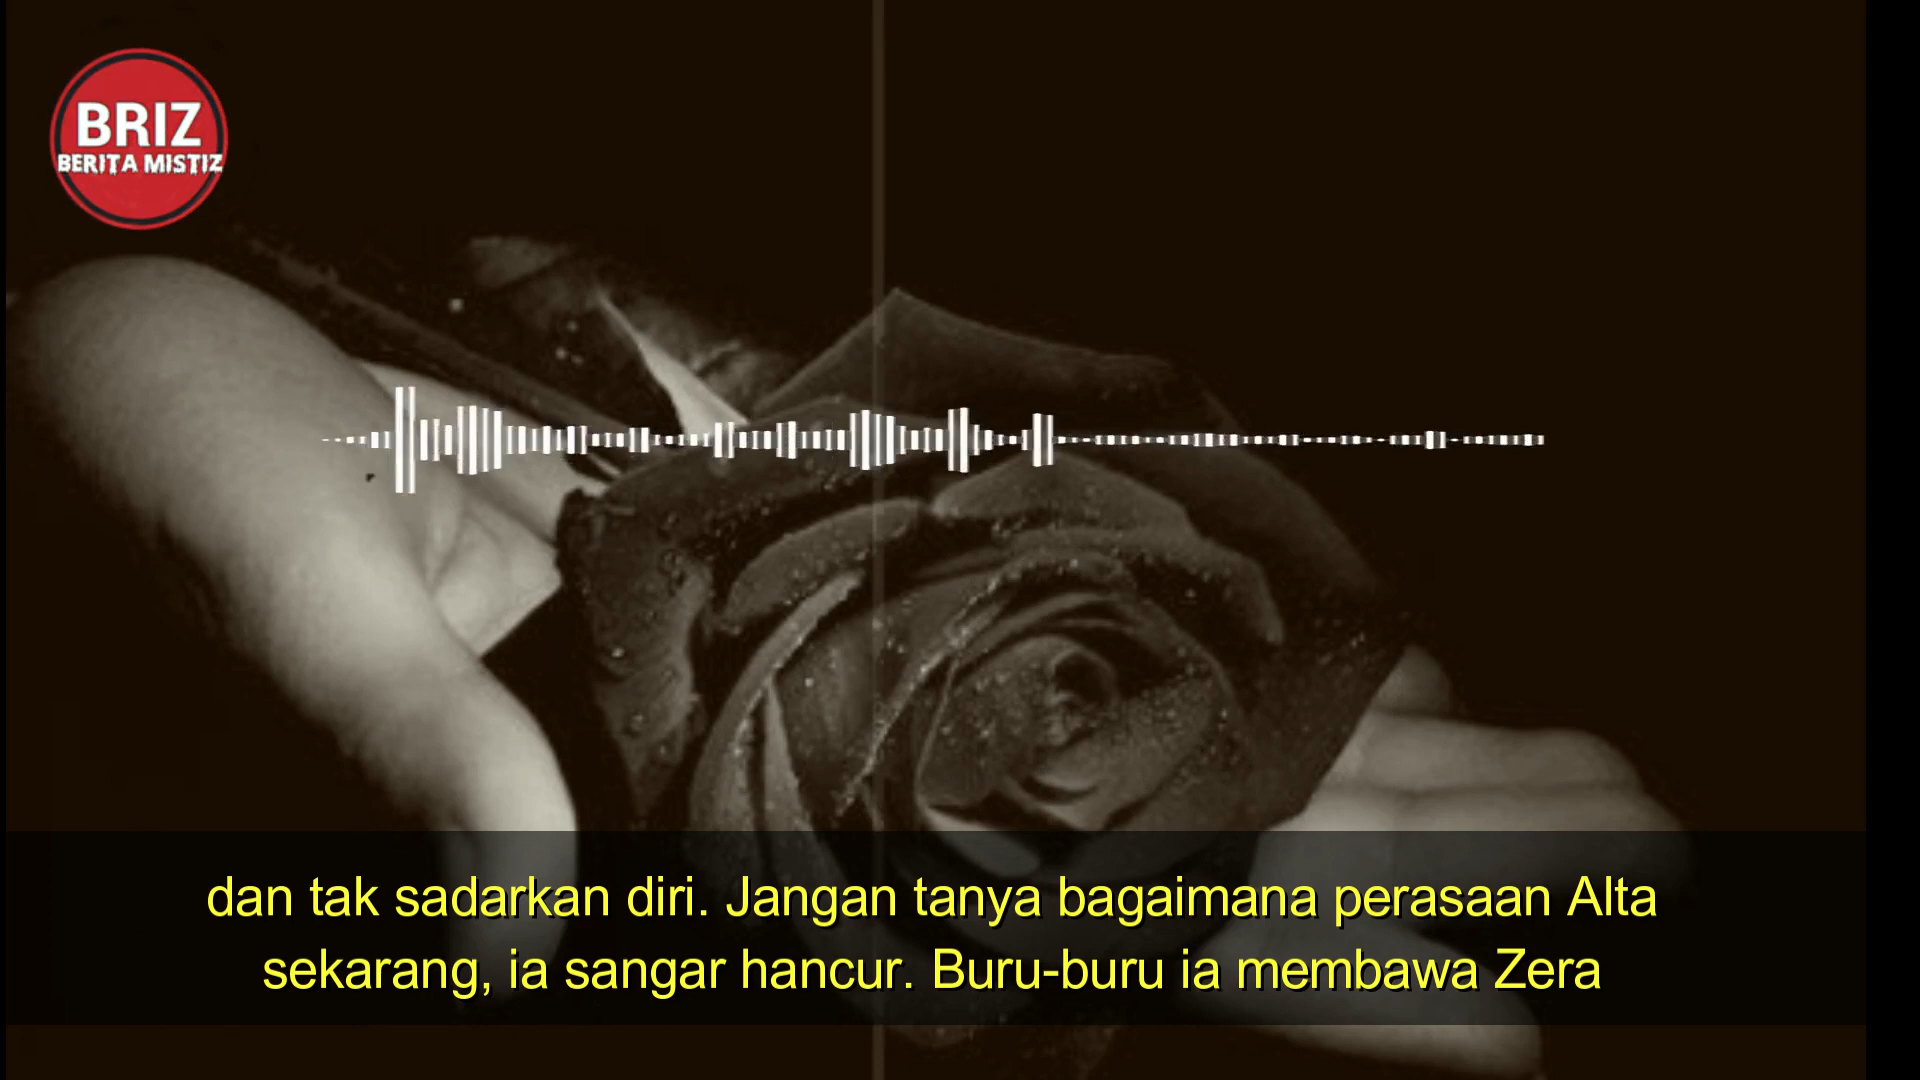 BRIZ
BERITA MISTIZ
dan tak sadarkan diri. Jangan tanya bagaimana perasaan Alta
sekarang, ia sangar hancur. Buru-buru ia membawa Zera